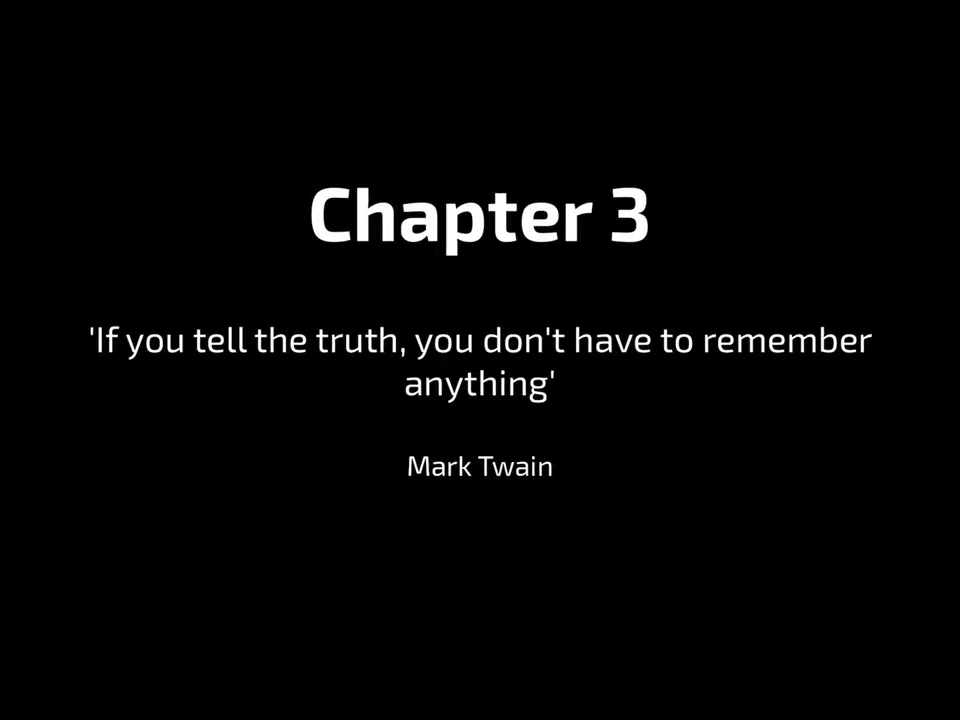 Chapter 3
'If you tell the truth, you don't have to remember
anything'
Mark Twain